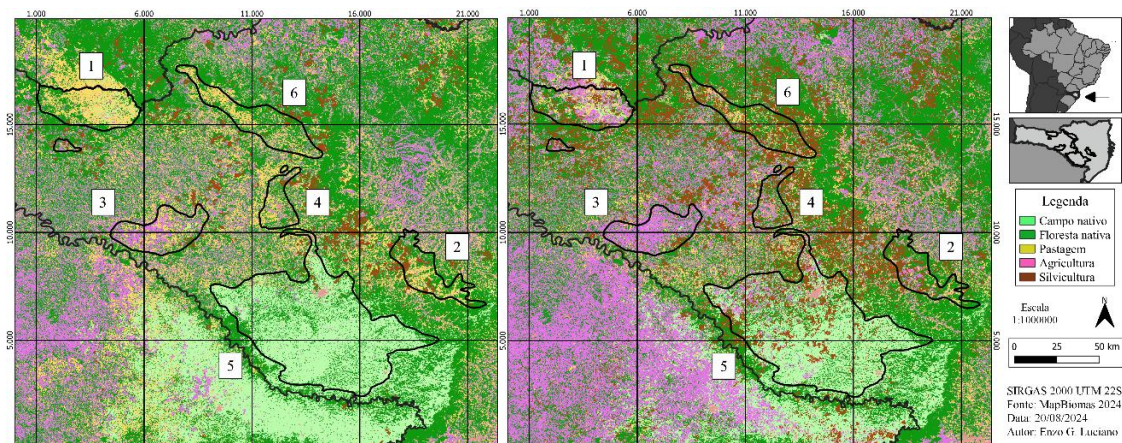 1.000 6.000 11.000 16.000 21.000
1.000 6.000 11.000 16.000 21.000
1
1
6
6
15.000
15.000
3
4
3
4
10.000
10.000
2
2
5.000
5.000
5
5
Legenda
Campo nativo
Floresta nativa
Pastagem
Agricultura
Silvicultura
Escala
1:1000000
N
0 25 50 km
SIRGAS 2000 UTM 22S
Fonte: MapBiomas 2024
Data: 20/08/2024
Autor: Enzo G. Luciano